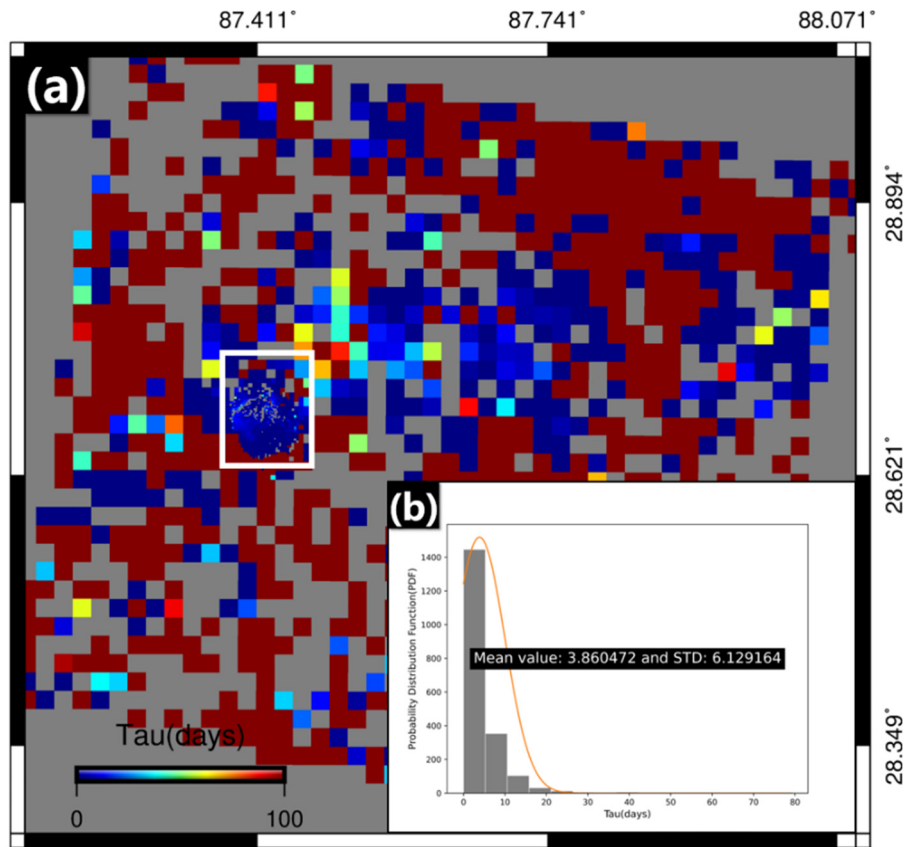 87.411° 87.741° 88.071°
(a)
28.894°
28.621°
28.349°
Tau(days)
0 100
(b)
Probability Distribution Function(PDF)
1400
1200
1000
800
600
400
200
0
Mean value: 3.860472 and STD: 6.129164
0 10 20 30 40 50 60 70 80
Tau(days)